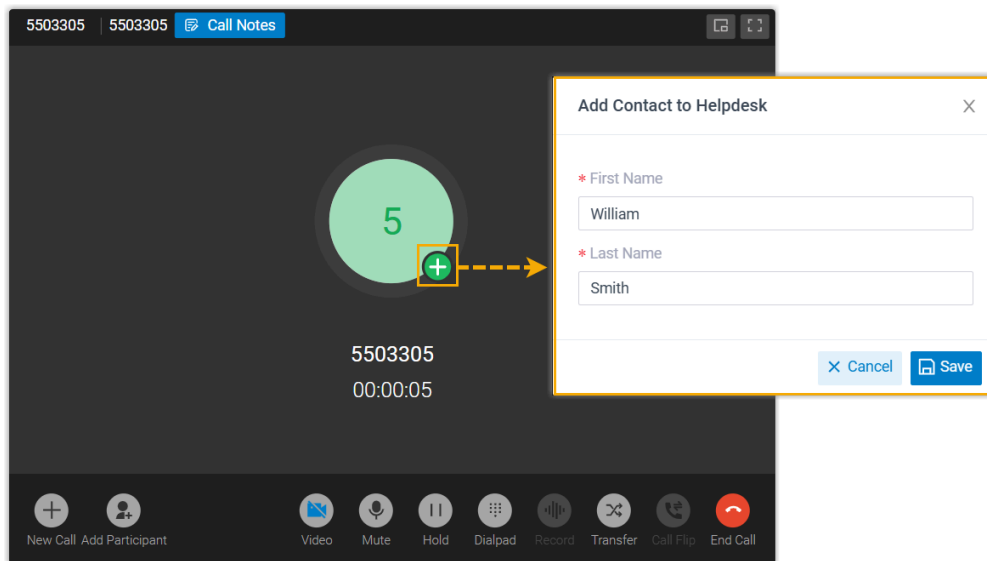 5503305 5503305 Call Notes
5
5503305
00:00:05
New Call Add Participant Video Mute Hold Dialpad Record Transfer Call Flip End Call
Add Contact to Helpdesk
* First Name
William
* Last Name
Smith
Cancel Save